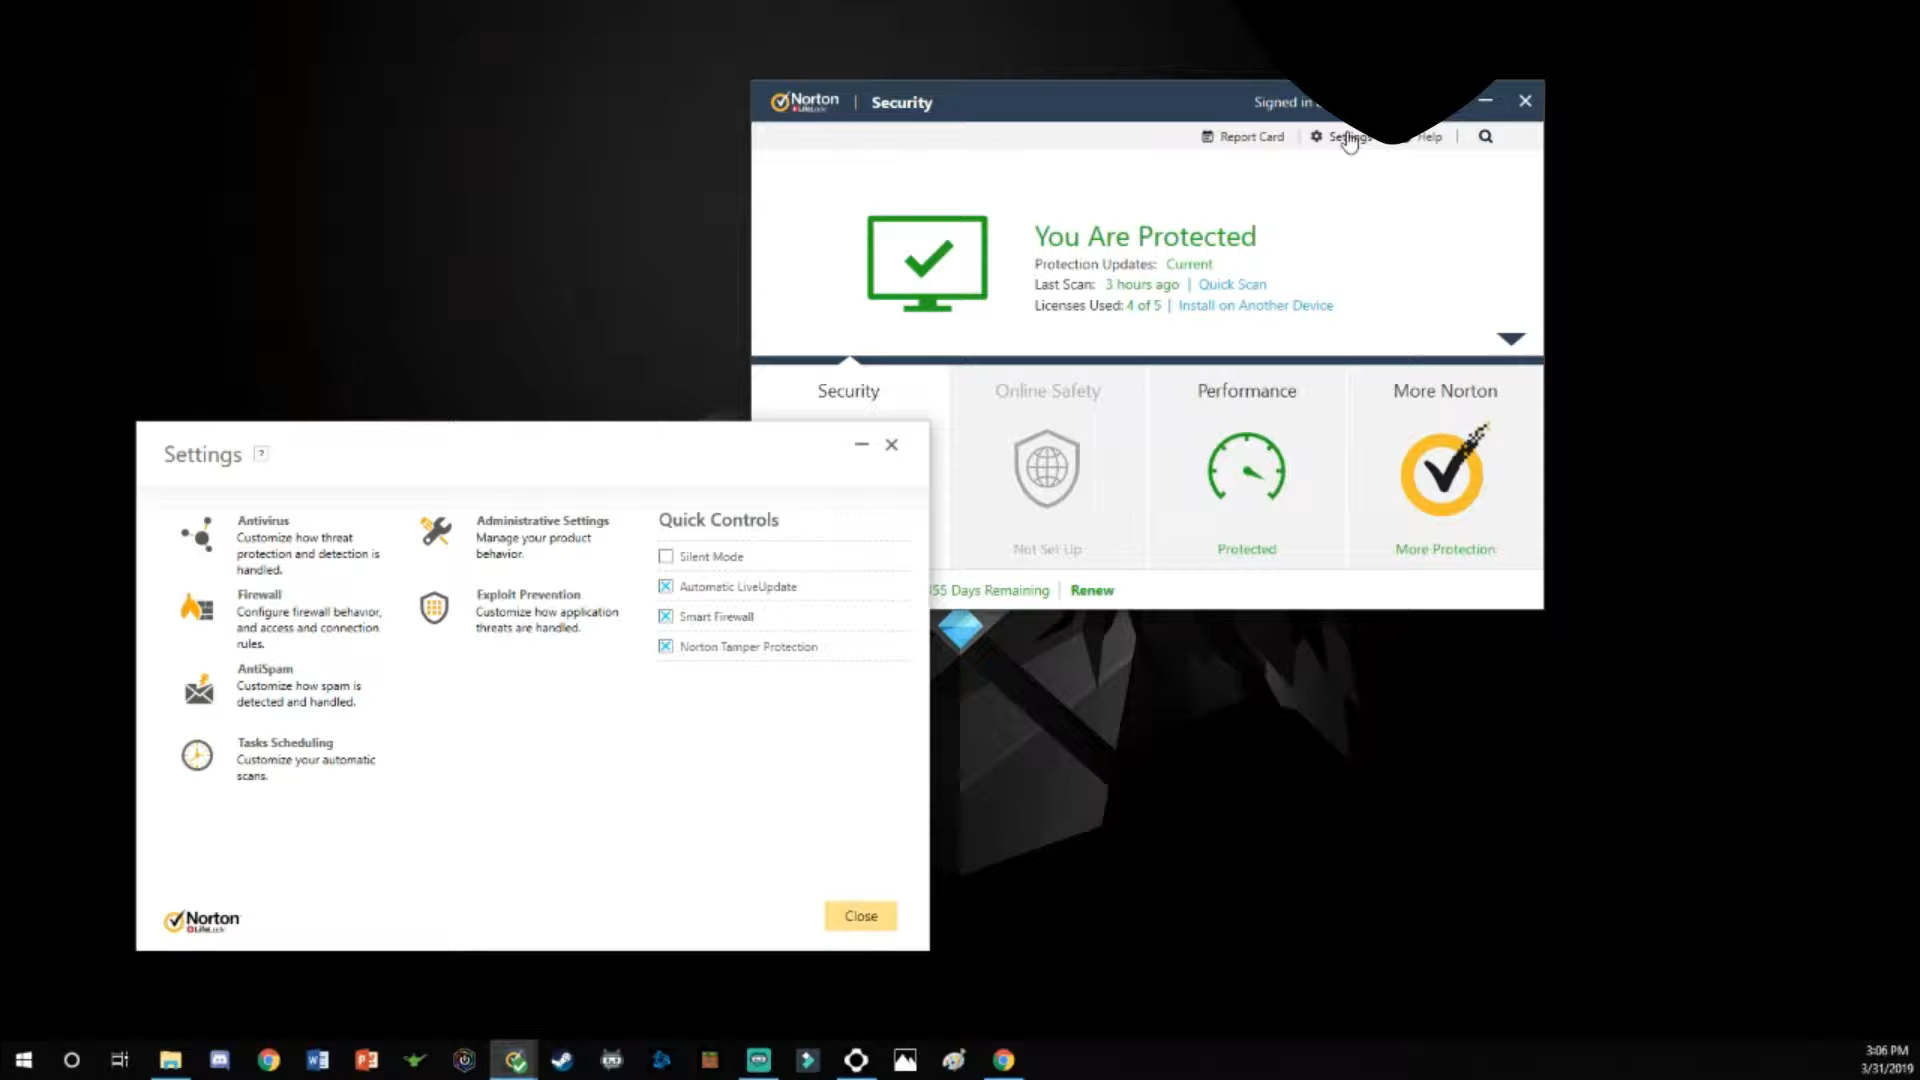 Norton
LifeLock
Security
Signed in
Report Card
Settings
Help
You Are Protected
Protection Updates: Current
Last Scan: 3 hours ago | Quick Scan
Licenses Used: 4 of 5 | Install on Another Device
Security
Online Safety
Performance
More Norton
Not Set Up
Protected
More Protection
Days Remaining
Renew
Settings ?
Antivirus
Customize how threat
protection and detection is
handled.
Firewall
Configure firewall behavior,
and access and connection
rules.
AntiSpam
Customize how spam is
detected and handled.
Tasks Scheduling
Customize your automatic
scans.
Administrative Settings
Manage your product
behavior.
Exploit Prevention
Customize how application
threats are handled.
Quick Controls
Silent Mode
Automatic LiveUpdate
Smart Firewall
Norton Tamper Protection
Norton
LifeLock
Close
3:06 PM
3/31/2019